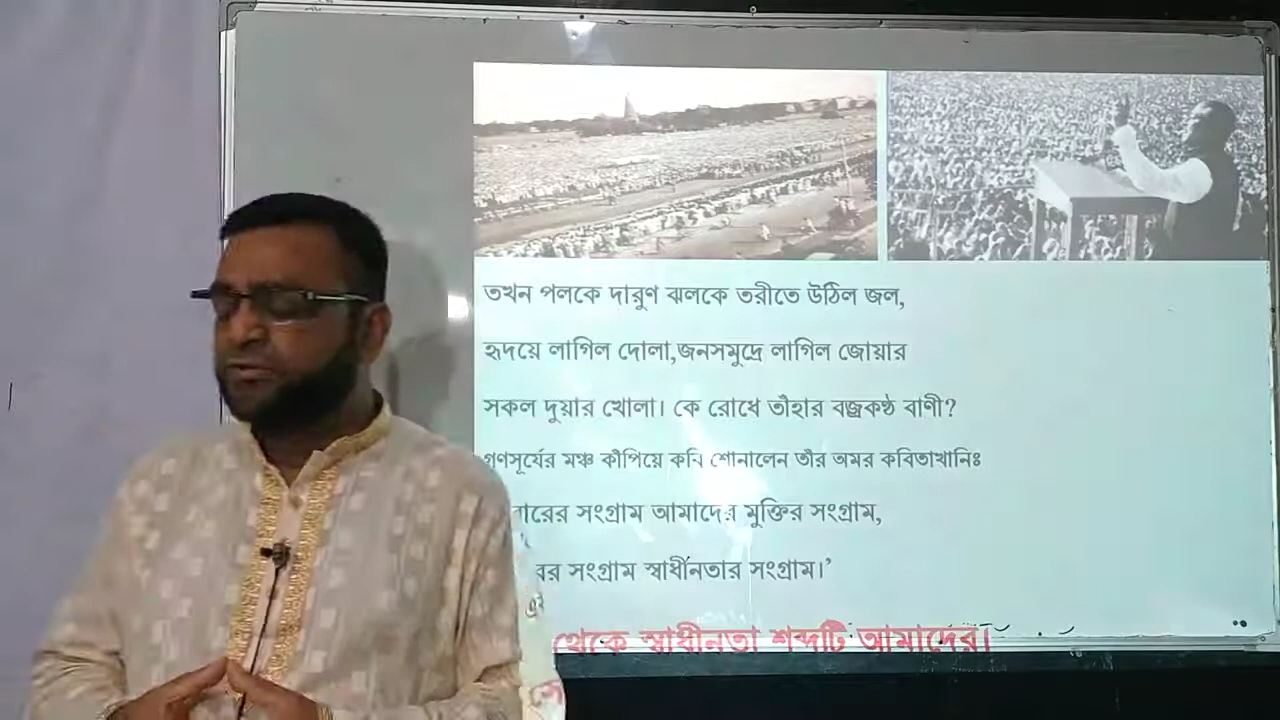 তখন পলকে দারুণ ঝলকে তরীতে উঠিল জল,
হৃদয়ে লাগিল দোলা,জনসমুদ্রে লাগিল জোয়ার
সকল দুয়ার খোলা। কে রোধে তাঁহার বজ্রকণ্ঠ বাণী?
গণসূর্যের মঞ্চ কাঁপিয়ে কবি শোনালেন তাঁর অমর কবিতাখানিঃ
বারের সংগ্রাম আমাদের মুক্তির সংগ্রাম,
বর সংগ্রাম স্বাধীনতার সংগ্রাম।’
সে থেকে স্বাধীনতা শব্দটি আমাদের।